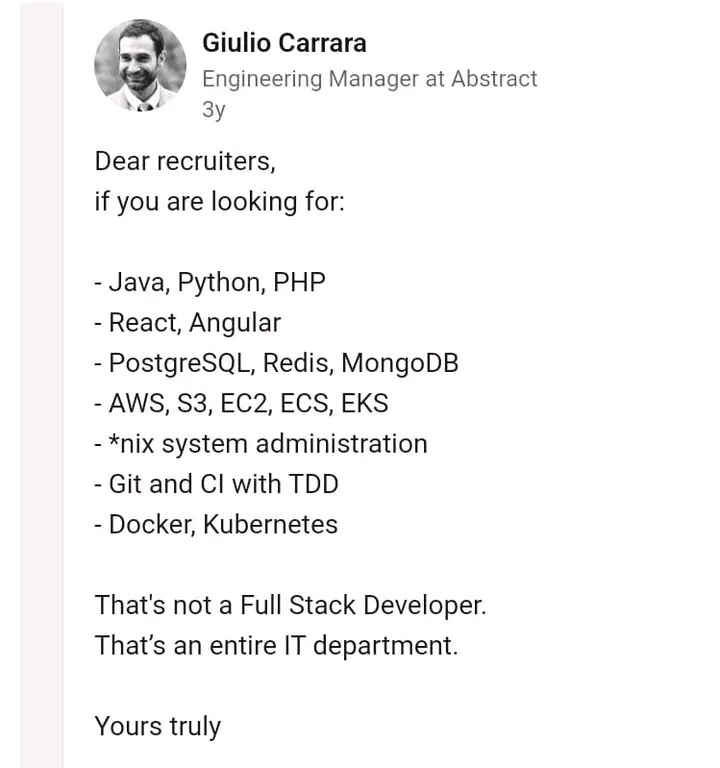 Giulio Carrara
Engineering Manager at Abstract
3y
Dear recruiters,
if you are looking for:
- Java, Python, PHP
- React, Angular
- PostgreSQL, Redis, MongoDB
- AWS, S3, EC2, ECS, EKS
- *nix system administration
- Git and CI with TDD
- Docker, Kubernetes
That's not a Full Stack Developer.
That’s an entire IT department.
Yours truly